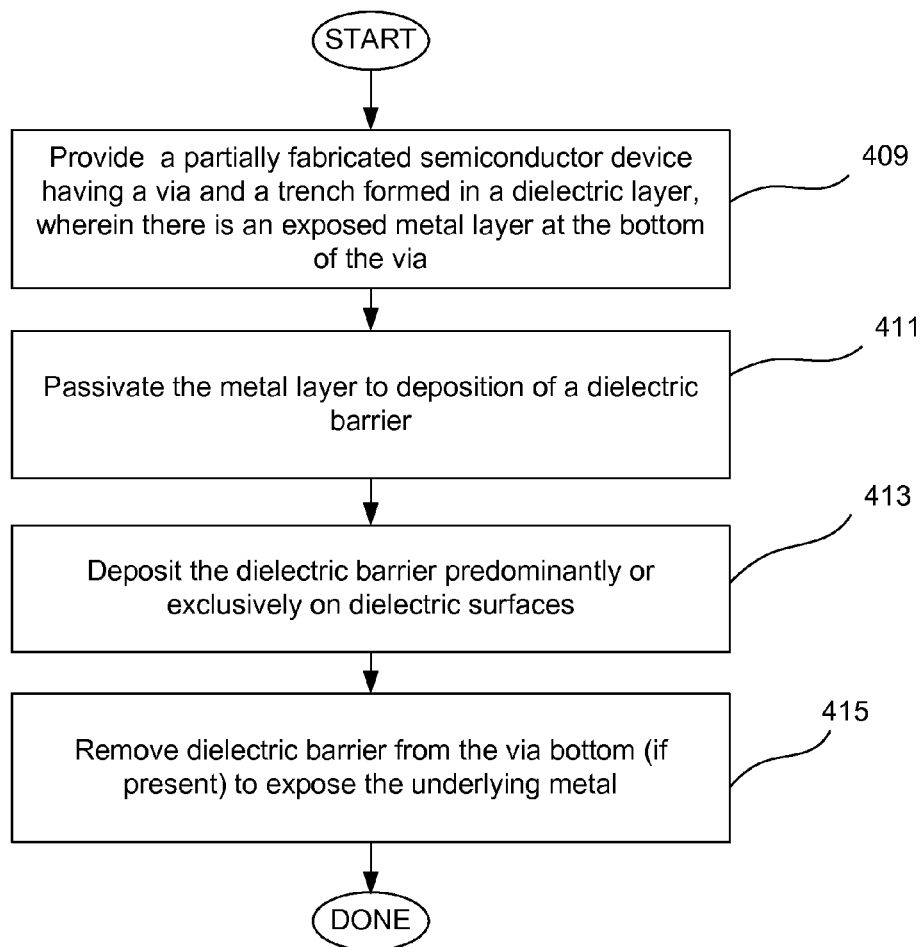 START
Provide a partially fabricated semiconductor device
having a via and a trench formed in a dielectric layer,
wherein there is an exposed metal layer at the bottom
of the via
409
Passivate the metal layer to deposition of a dielectric
barrier
411
Deposit the dielectric barrier predominantly or
exclusively on dielectric surfaces
413
Remove dielectric barrier from the via bottom (if
present) to expose the underlying metal
415
DONE